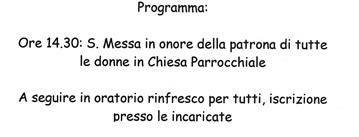 Programma:
Ore 14.30: S. Messa in onore della patrona di tutte
le donne in Chiesa Parrocchiale
A seguire in oratorio rinfresco per tutti, iscrizione
presso le incaricate